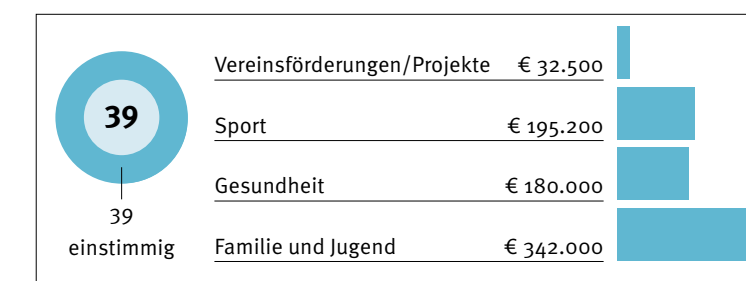 39
39
einstimmig
Vereinsförderungen/Projekte € 32.500
Sport € 195.200
Gesundheit € 180.000
Familie und Jugend € 342.000